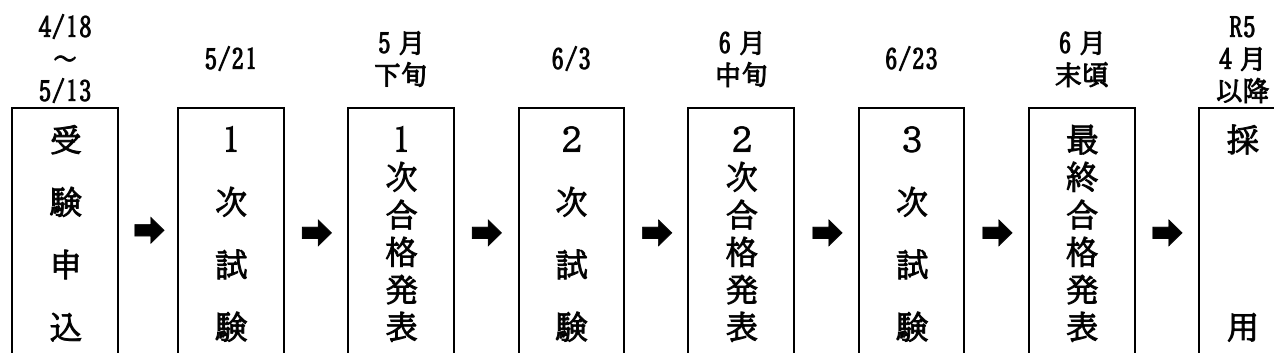 4/18
～
5/13
受験申込
5/21
1次試験
5月
下旬
1次合格発表
6/3
2次試験
6月
中旬
2次合格発表
6/23
3次試験
6月
末頃
最終合格発表
R5
4月
以降
採用